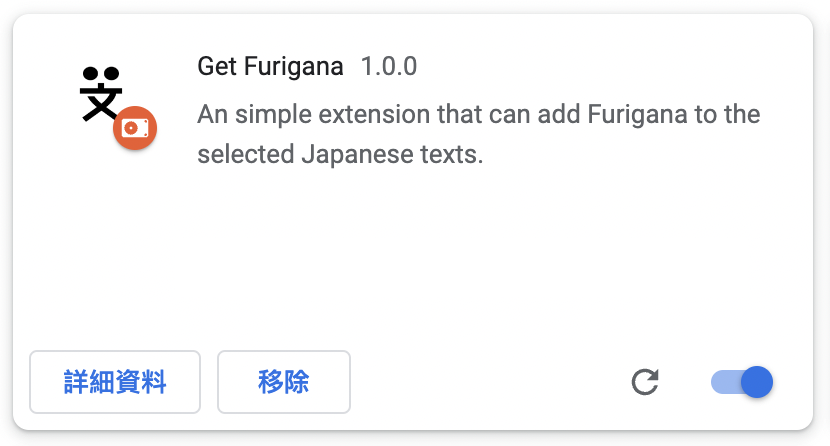 Get Furigana 1.0.0
An simple extension that can add Furigana to the
selected Japanese texts.
詳細資料 移除